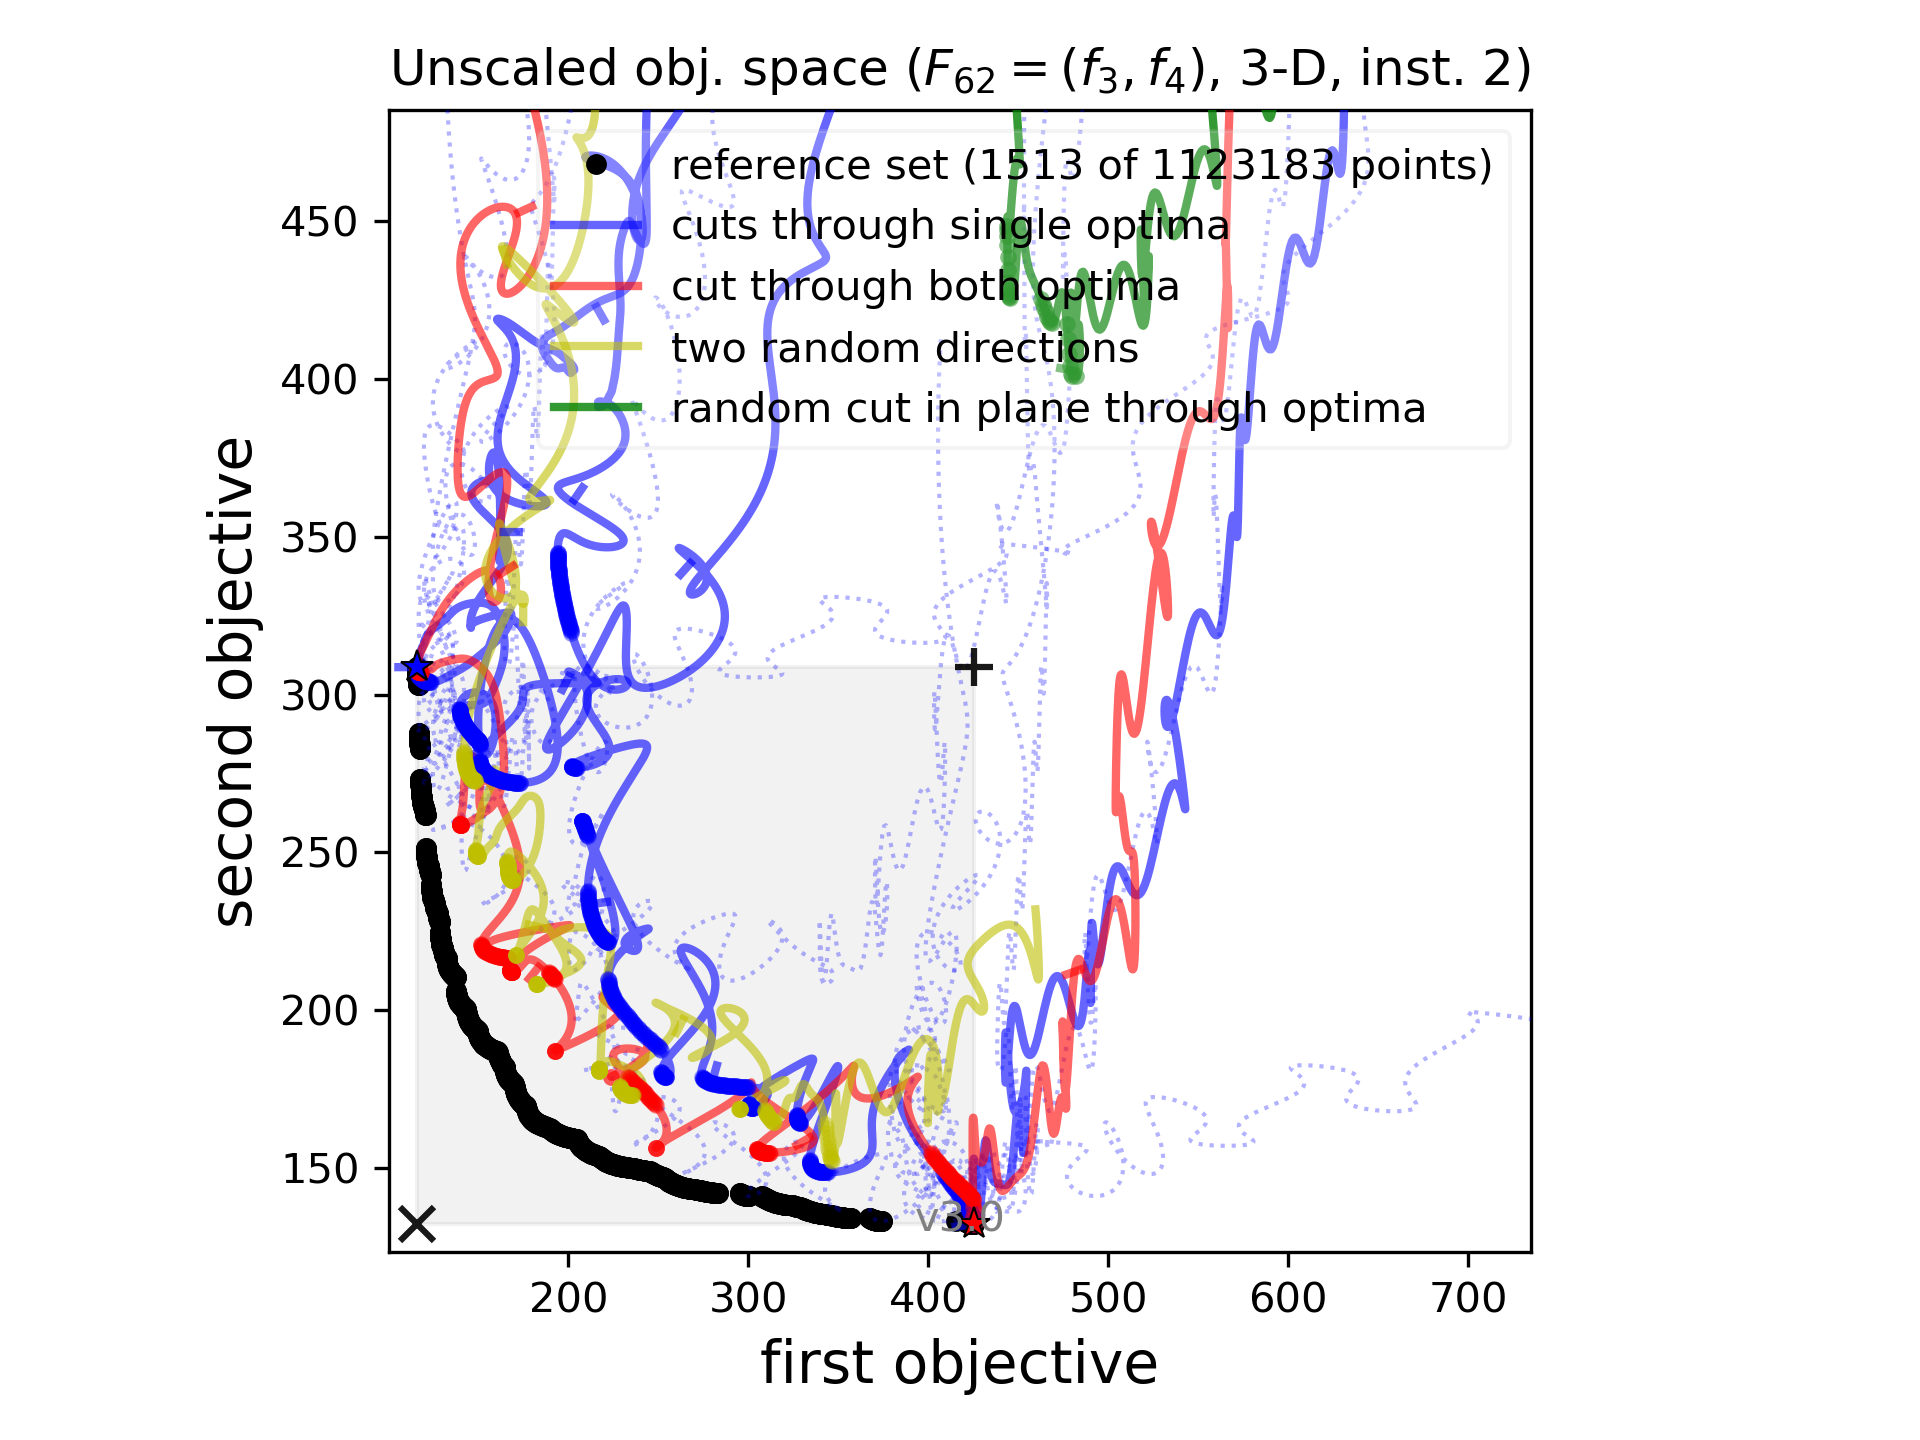 Unscaled obj. space (F₆₂ = (f₃, f₄), 3-D, inst. 2)
reference set (1513 of 1123183 points)
cuts through single optima
cut through both optima
two random directions
random cut in plane through optima
450
400
350
300
250
200
150
second objective
v3.0
200 300 400 500 600 700
first objective